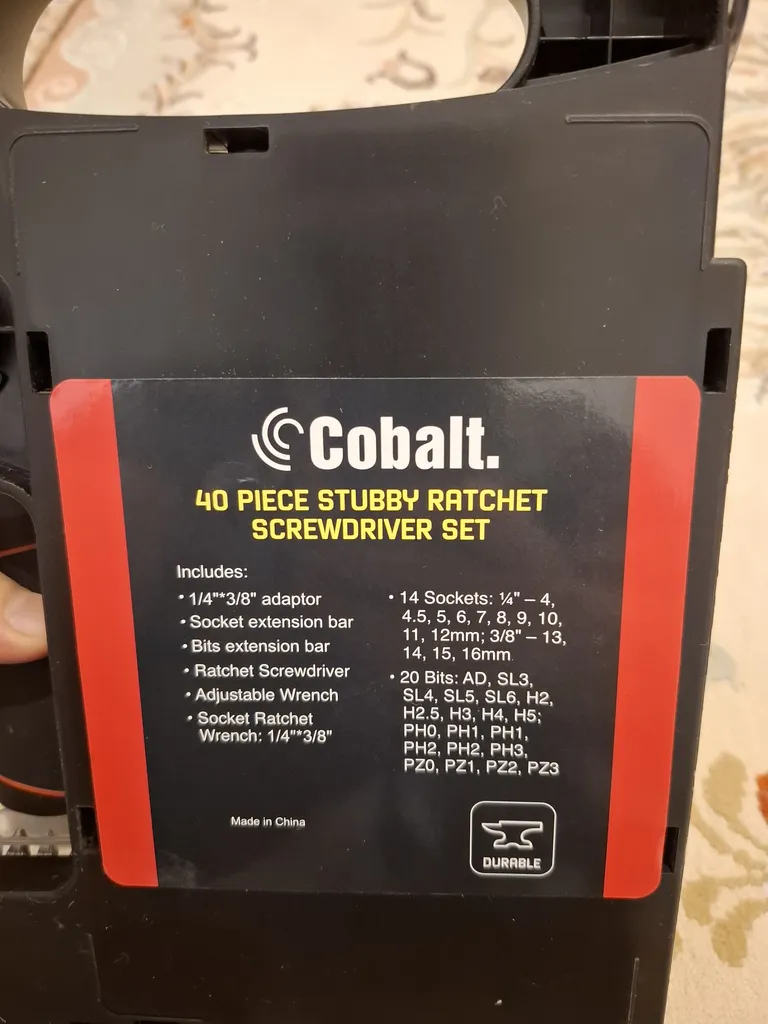 Cobalt.
40 PIECE STUBBY RATCHET
SCREWDRIVER SET
Includes:
• 1/4"*3/8" adaptor
• Socket extension bar
• Bits extension bar
• Ratchet Screwdriver
• Adjustable Wrench
• Socket Ratchet
Wrench: 1/4"*3/8"
• 14 Sockets: ¼" – 4,
4.5, 5, 6, 7, 8, 9, 10,
11, 12mm; 3/8" – 13,
14, 15, 16mm
• 20 Bits: AD, SL3,
SL4, SL5, SL6, H2,
H2.5, H3, H4, H5;
PH0, PH1, PH1,
PH2, PH2, PH3,
PZ0, PZ1, PZ2, PZ3
Made in China
DURABLE